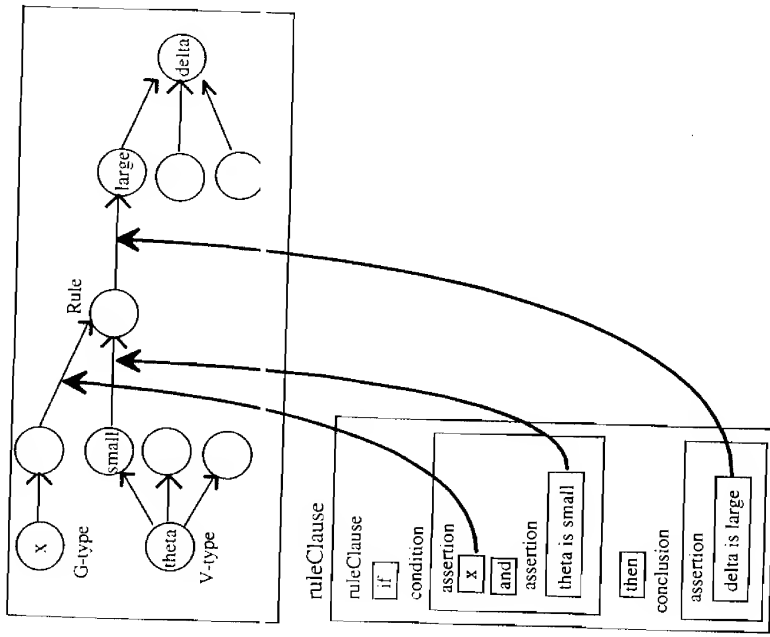 x
G-type
theta
V-type
small
Rule
large
delta
ruleClause
ruleClause
if
condition
assertion
x
and
assertion
theta is small
then
conclusion
assertion
delta is large